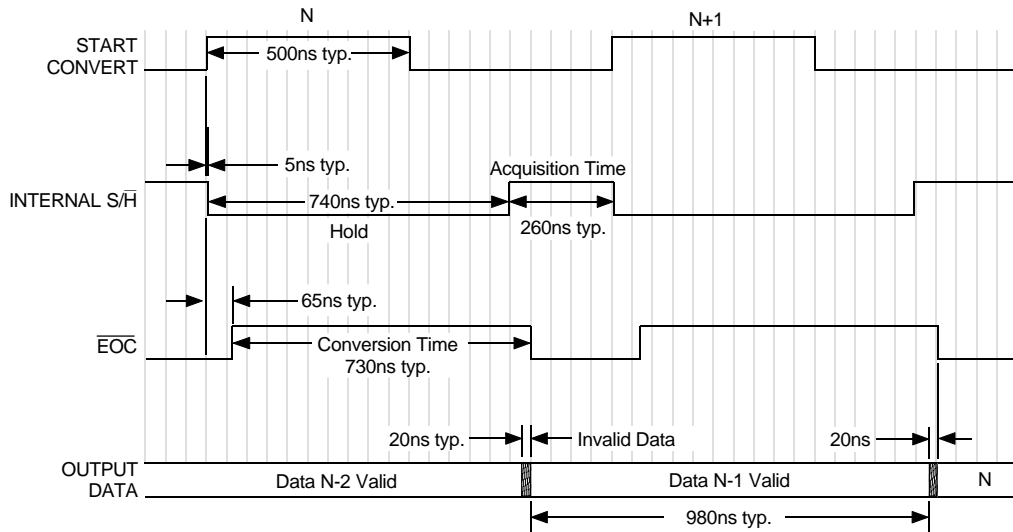 N
N+1
START
CONVERT
500ns typ.
5ns typ.
Acquisition Time
INTERNAL S/H̅
740ns typ.
Hold
260ns typ.
65ns typ.
E̅O̅C̅
Conversion Time
730ns typ.
20ns typ.
Invalid Data
20ns
OUTPUT
DATA
Data N-2 Valid
Data N-1 Valid
N
980ns typ.